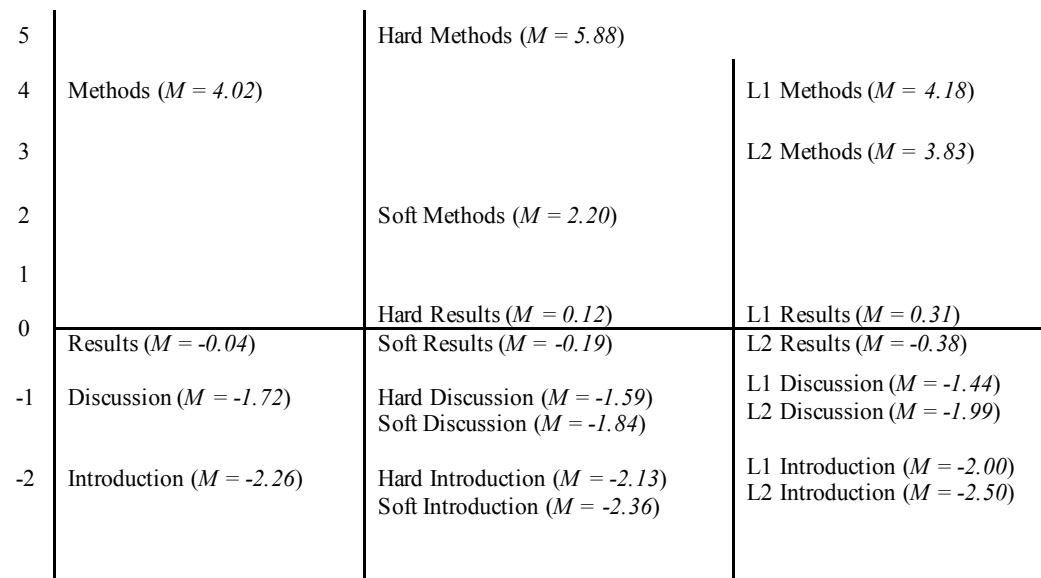 5 Hard Methods (M = 5.88)
4 Methods (M = 4.02) L1 Methods (M = 4.18)
3 L2 Methods (M = 3.83)
2 Soft Methods (M = 2.20)
1
Hard Results (M = 0.12) L1 Results (M = 0.31)
0
Results (M = -0.04) Soft Results (M = -0.19) L2 Results (M = -0.38)
L1 Discussion (M = -1.44)
-1 Discussion (M = -1.72) Hard Discussion (M = -1.59)
L2 Discussion (M = -1.99)
Soft Discussion (M = -1.84)
L1 Introduction (M = -2.00)
-2 Introduction (M = -2.26) Hard Introduction (M = -2.13)
L2 Introduction (M = -2.50)
Soft Introduction (M = -2.36)